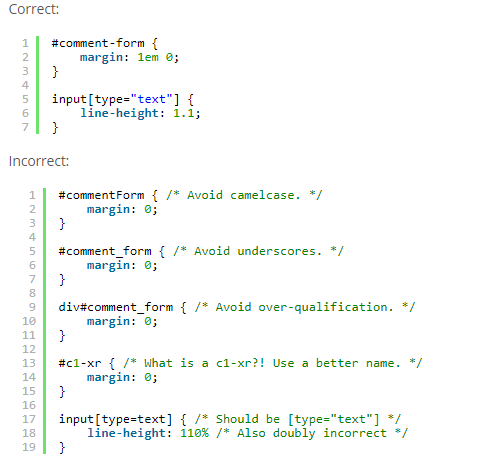 Correct:
1 #comment-form {
2     margin: 1em 0;
3 }
4
5 input[type="text"] {
6     line-height: 1.1;
7 }
Incorrect:
1 #commentForm { /* Avoid camelcase. */
2     margin: 0;
3 }
4
5 #comment_form { /* Avoid underscores. */
6     margin: 0;
7 }
8
9 div#comment_form { /* Avoid over-qualification. */
10     margin: 0;
11 }
12
13 #c1-xr { /* What is a c1-xr?! Use a better name. */
14     margin: 0;
15 }
16
17 input[type=text] { /* Should be [type="text"] */
18     line-height: 110% /* Also doubly incorrect */
19 }